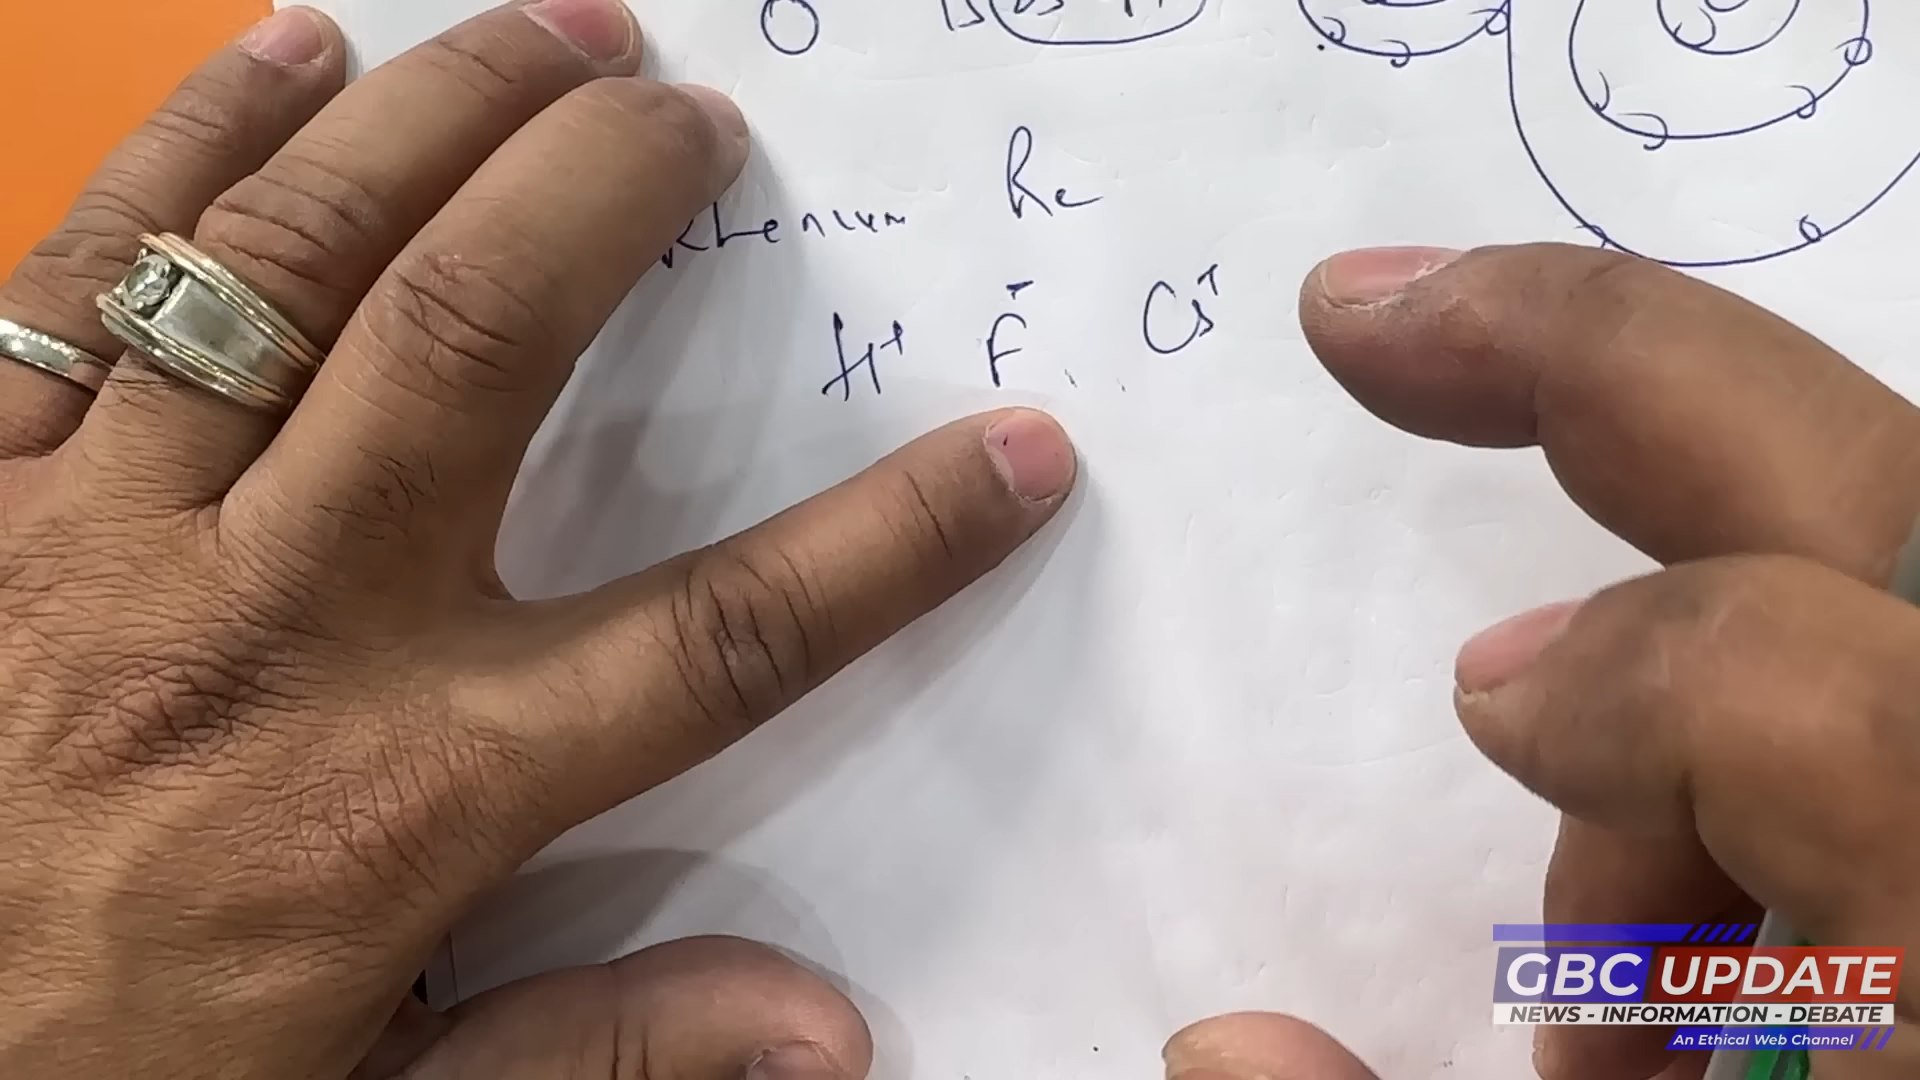 O
Rhenium Re
H+ F- Cs+
GBC UPDATE
NEWS - INFORMATION - DEBATE
An Ethical Web Channel